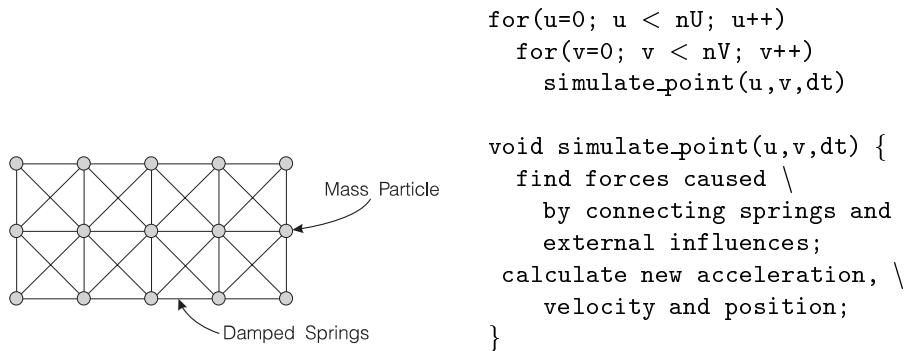 for(u=0; u < nU; u++)
for(v=0; v < nV; v++)
simulate_point(u,v,dt)
void simulate_point(u,v,dt) {
find forces caused \
by connecting springs and
external influences;
calculate new acceleration, \
velocity and position;
}
Mass Particle
Damped Springs